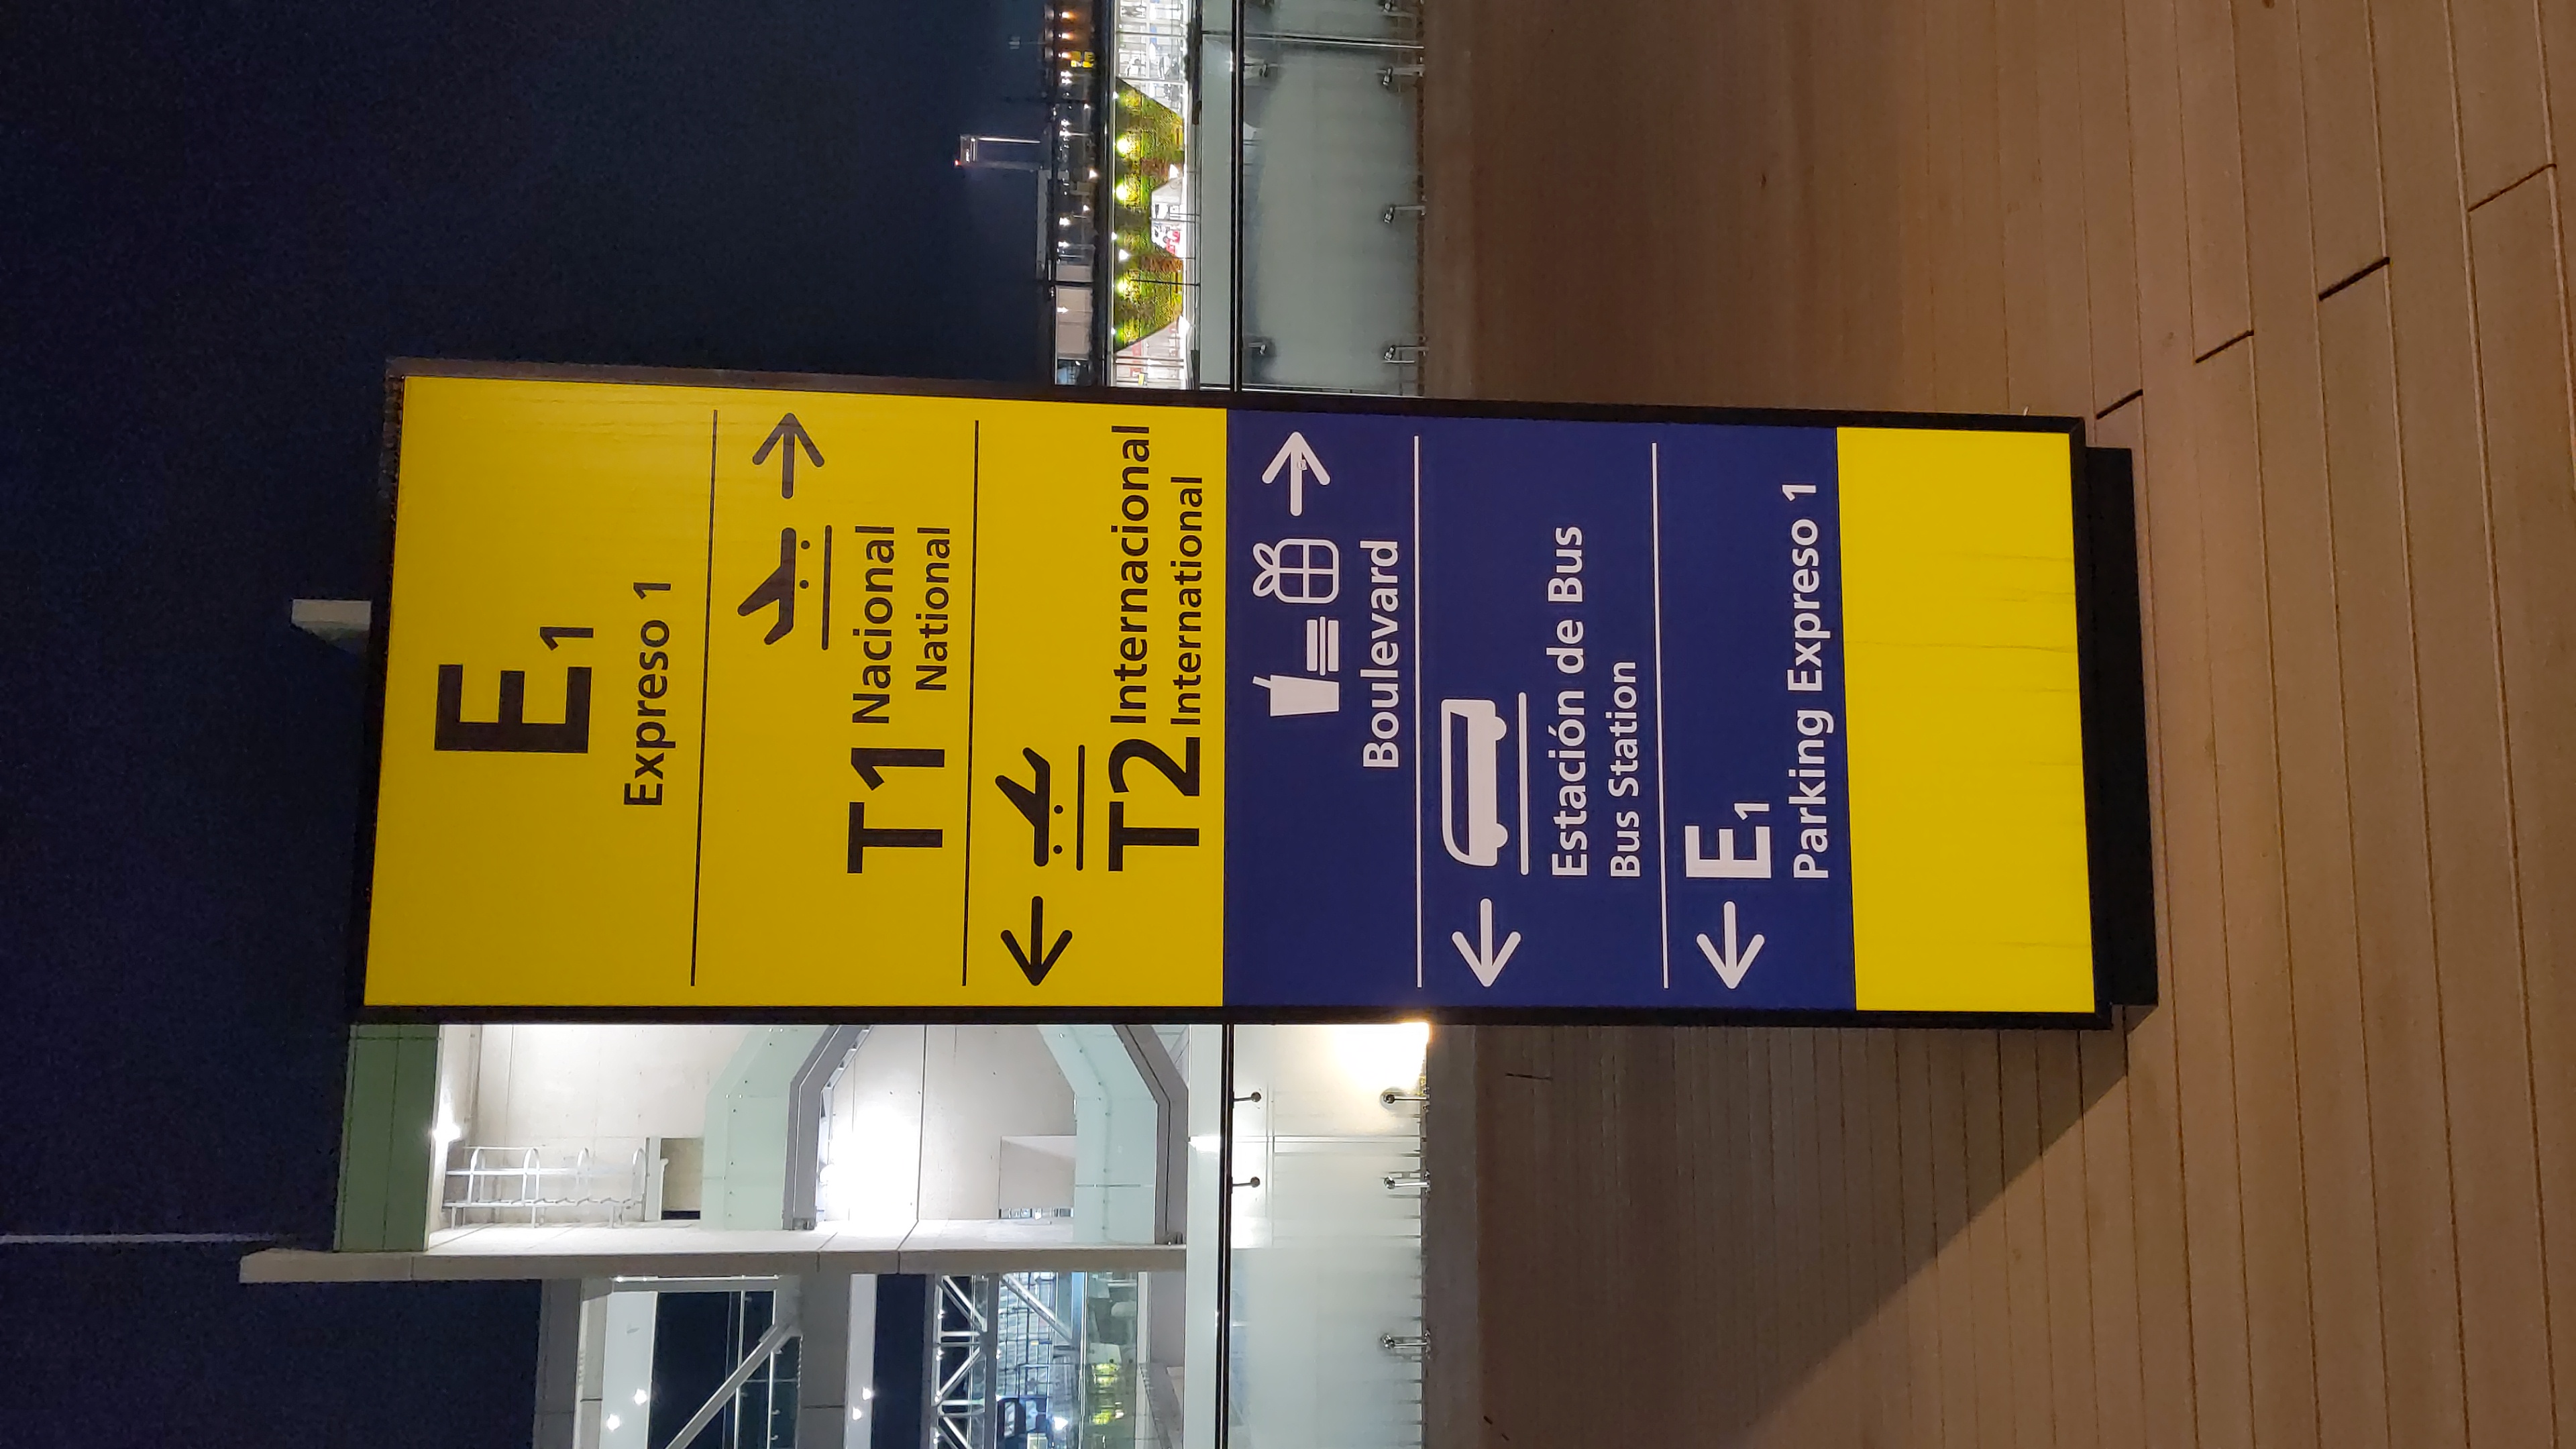 E1
Expreso 1
T1 Nacional
National
T2 Internacional
International
Boulevard
Estación de Bus
Bus Station
E1
Parking Expreso 1